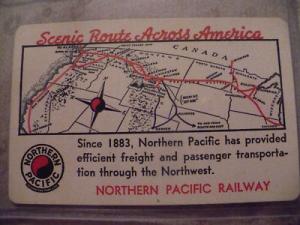 Scenic Route Across America
CANADA
NORTHERN
PACIFIC
Since 1883, Northern Pacific has provided
efficient freight and passenger transporta-
tion through the Northwest.
NORTHERN PACIFIC RAILWAY